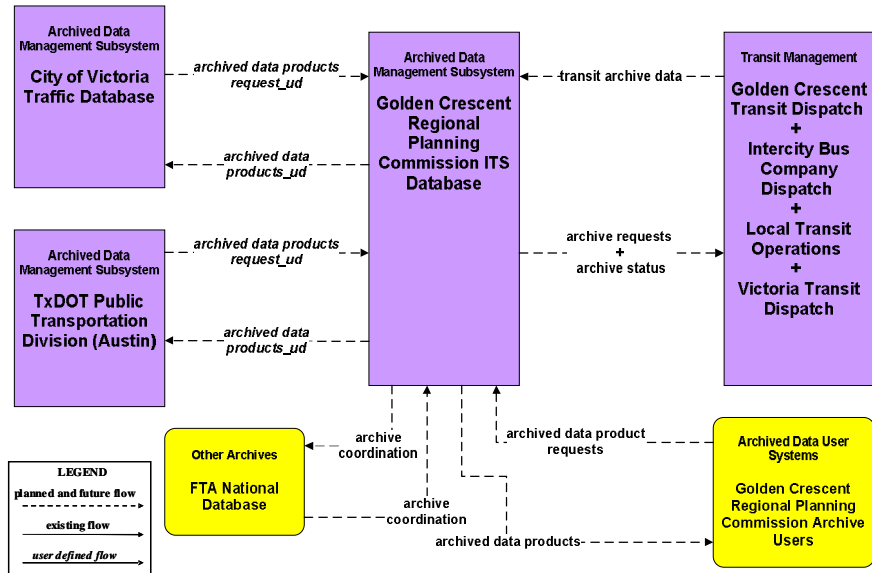 Archived Data
Management Subsystem
City of Victoria
Traffic Database
archived data products
request_ud
archived data
products_ud
Archived Data
Management Subsystem
Golden Crescent
Regional
Planning
Commission ITS
Database
transit archive data
archive requests
+
archive status
Transit Management
Golden Crescent
Transit Dispatch
+
Intercity Bus
Company
Dispatch
+
Local Transit
Operations
+
Victoria Transit
Dispatch
Archived Data
Management Subsystem
TxDOT Public
Transportation
Division (Austin)
archived data products
request_ud
archived data
products_ud
Other Archives
FTA National
Database
archive
coordination
archive
coordination
archived data product
requests
archived data products
Archived Data User
Systems
Golden Crescent
Regional Planning
Commission Archive
Users
LEGEND
planned and future flow
existing flow
user defined flow